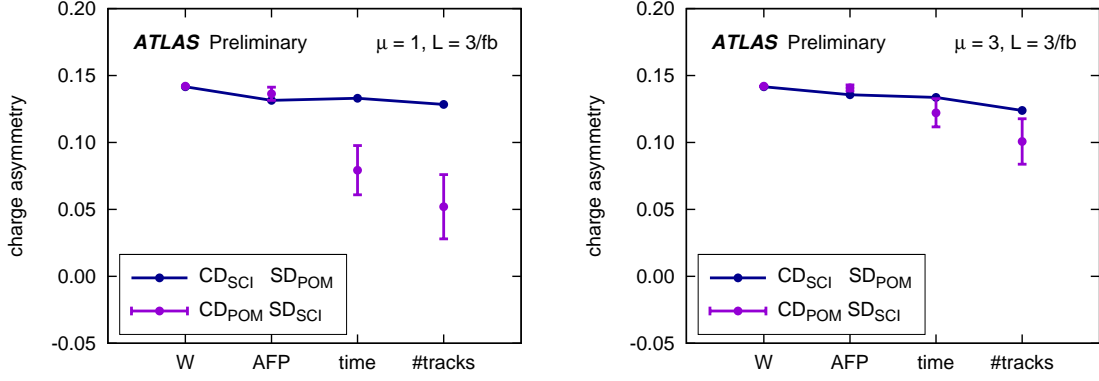 0.20
ATLAS Preliminary μ = 1, L = 3/fb
0.15
0.10
0.05
0.00
-0.05
charge asymmetry
CD_SCI SD_POM
CD_POM SD_SCI
W AFP time #tracks
0.20
ATLAS Preliminary μ = 3, L = 3/fb
0.15
0.10
0.05
0.00
-0.05
charge asymmetry
CD_SCI SD_POM
CD_POM SD_SCI
W AFP time #tracks